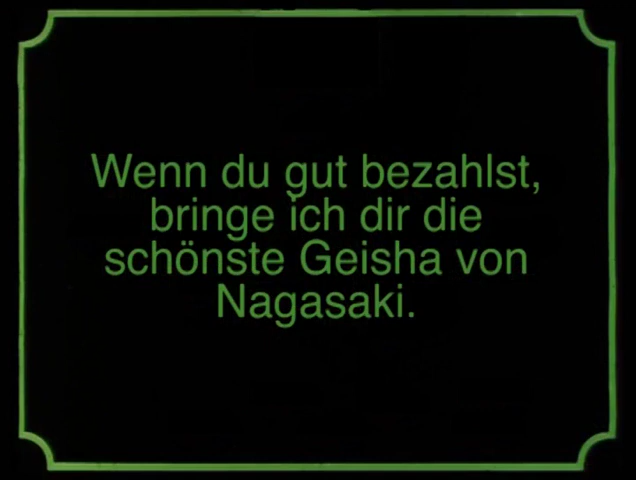 Wenn du gut bezahlst,
bringe ich dir die
schönste Geisha von
Nagasaki.